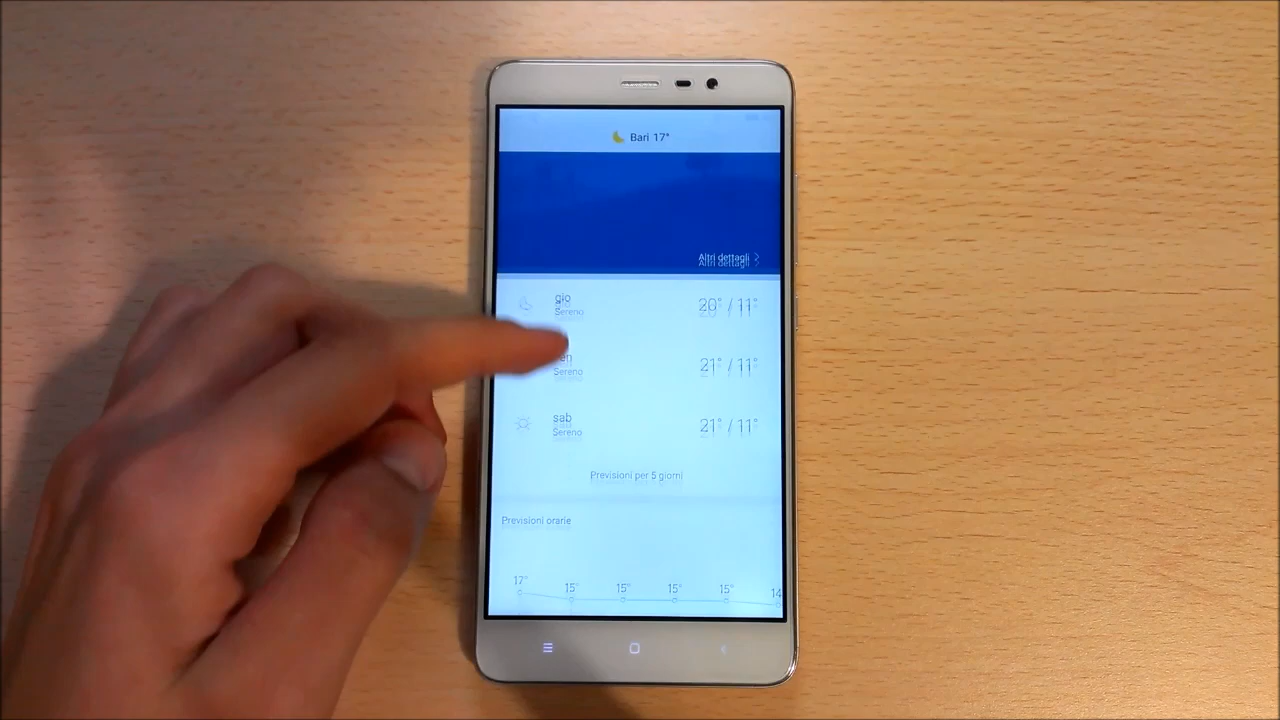 Bari 17°
Altri dettagli
gio
20° / 11°
Sereno
21° / 11°
Sereno
sab
21° / 11°
Sereno
Previsioni per 5 giorni
Previsioni orarie
17° 15° 15° 15° 15° 14